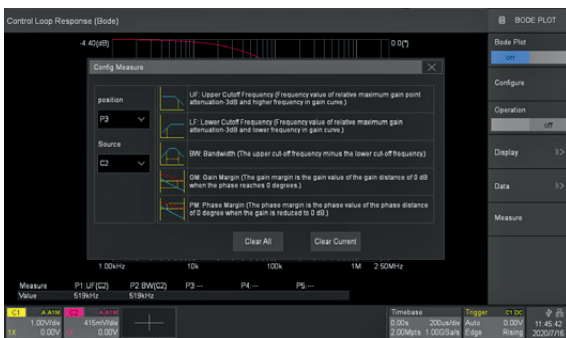 Control Loop Response (Bode)
BODE PLOT
-4.40(dB)
0.0(°)
Bode Plot
on
Configure
Operation
off
Display
Data
Measure
Config Measure
position
P3
Source
C2
UF: Upper Cutoff Frequency (Frequency value of relative maximum gain point
attenuation-3dB and higher frequency in gain curve.)
LF: Lower Cutoff Frequency (Frequency value of relative maximum gain
attenuation-3dB and lower frequency in gain curve.)
BW: Bandwidth (The upper cut-off frequency minus the lower cut-off frequency)
GM: Gain Margin (The gain margin is the gain value of the gain distance of 0 dB
when the phase reaches 0 degrees.)
PM: Phase Margin (The phase margin is the phase value of the phase distance
of 0 degree when the gain is reduced to 0 dB.)
Clear All
Clear Current
1.00kHz 10k 100k 1M 2.50MHz
Measure P1:UF(C2) P2:BW(C2) P3:--- P4:--- P5:---
Value 519kHz 519kHz
C1 A A1M
1.00V/div
1X 0.00V
C2 A A1M
415mV/div
1X 0.00V
Timebase
0.00s 200us/div
2.00Mpts 1.00GSa/s
Trigger C1 DC
Auto 0.00V
Edge Rising
11:45:42
2020/7/16